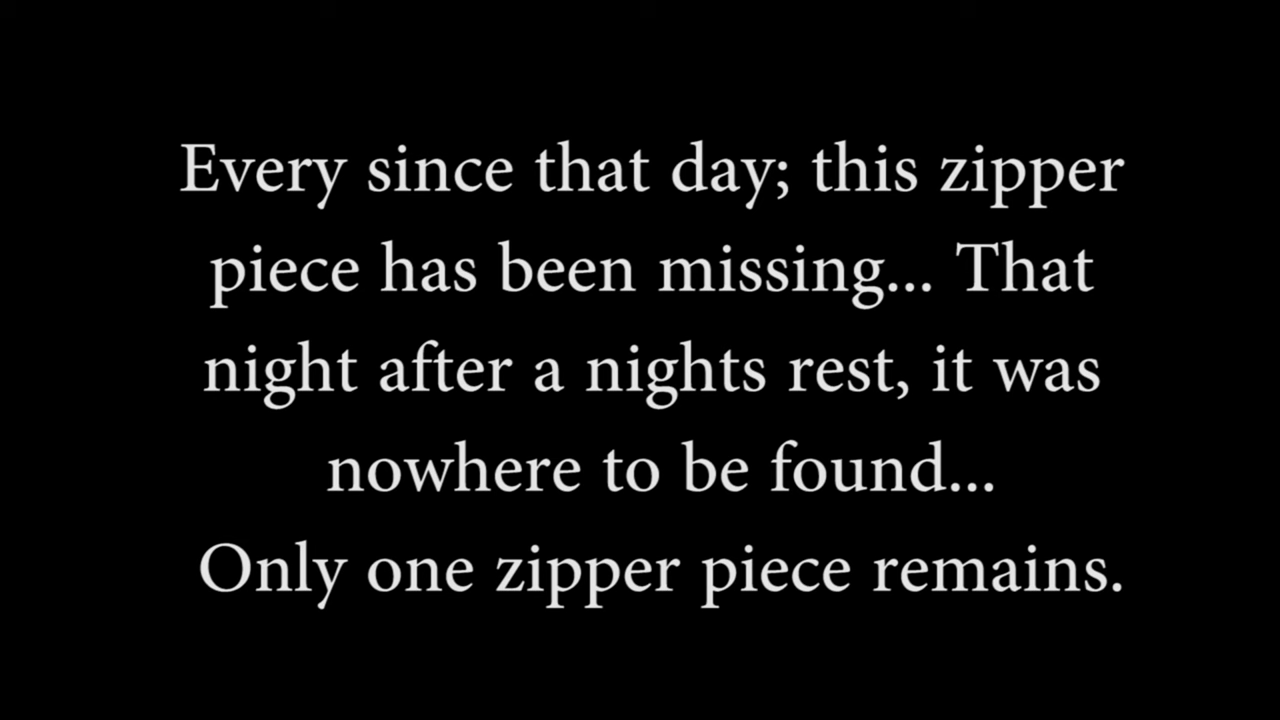 Every since that day; this zipper
piece has been missing... That
night after a nights rest, it was
nowhere to be found...
Only one zipper piece remains.